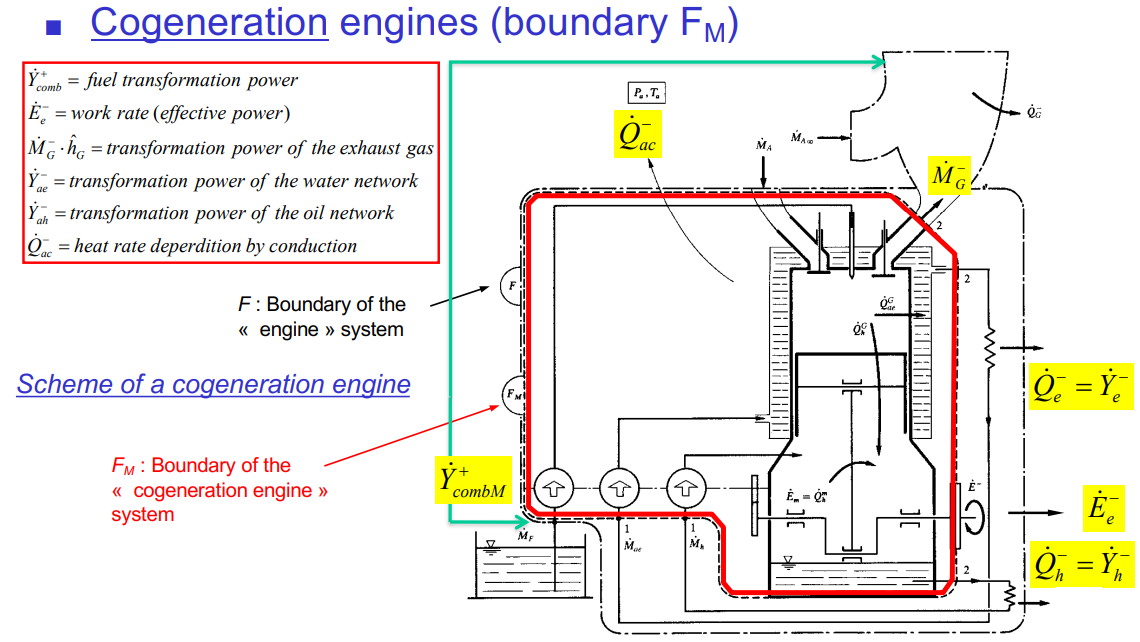 ▪ Cogeneration engines (boundary F_M)
Ẏ⁺_comb = fuel transformation power
Ė⁻_e = work rate (effective power)
Ṁ⁻_G · ĥ_G = transformation power of the exhaust gas
Ẏ⁻_ae = transformation power of the water network
Ẏ⁻_ah = transformation power of the oil network
Q̇⁻_ac = heat rate deperdition by conduction
P_a, T_a
Q̇⁻_ac
Ṁ_A
Ṁ_A∞
Q̇⁻_G
Ṁ⁻_G
2
F
F : Boundary of the
« engine » system
2
Q̇^G_ae
Q̇^G_h
Scheme of a cogeneration engine
F_M
Q̇⁻_e = Ẏ⁻_e
F_M : Boundary of the
« cogeneration engine »
system
Ẏ⁺_combM
Ė_m = Q̇^m_h
Ė⁻
Ė⁻_e
Ṁ_F
1
Ṁ_ae
1
Ṁ_h
2
Q̇⁻_h = Ẏ⁻_h